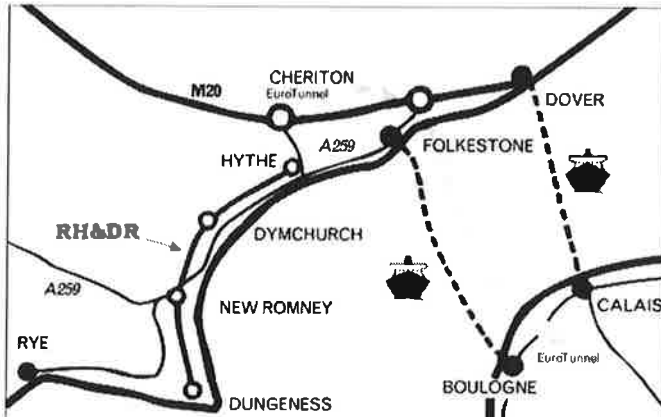 CHERITON
EuroTunnel
M20
DOVER
A259
FOLKESTONE
HYTHE
RH&DR
DYMCHURCH
A259
NEW ROMNEY
CALAIS
RYE
EuroTunnel
BOULOGNE
DUNGENESS